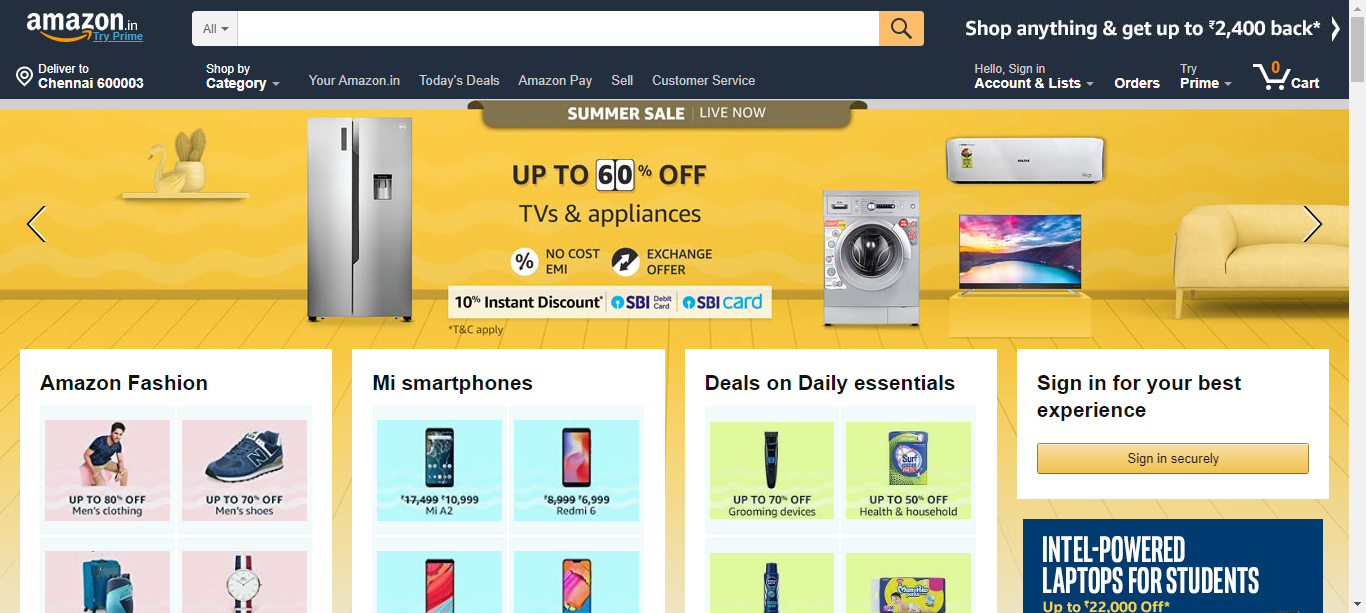 amazon.in
Try Prime
All
Shop anything & get up to ₹2,400 back*
Deliver to
Chennai 600003
Shop by
Category
Your Amazon.in
Today's Deals
Amazon Pay
Sell
Customer Service
Hello, Sign in
Account & Lists
Orders
Try
Prime
0
Cart
SUMMER SALE | LIVE NOW
UP TO 60% OFF
TVs & appliances
% NO COST
EMI
EXCHANGE
OFFER
10% Instant Discount*
SBI Debit
Card
SBI card
*T&C apply
VOLTAS
Amazon Fashion
UP TO 80% OFF
Men's clothing
UP TO 70% OFF
Men's shoes
Mi smartphones
₹17,499 ₹10,999
Mi A2
₹8,999 ₹6,999
Redmi 6
Deals on Daily essentials
UP TO 70% OFF
Grooming devices
Surf
UP TO 50% OFF
Health & household
Sign in for your best
experience
Sign in securely
INTEL-POWERED
LAPTOPS FOR STUDENTS
Up to ₹22,000 Off*